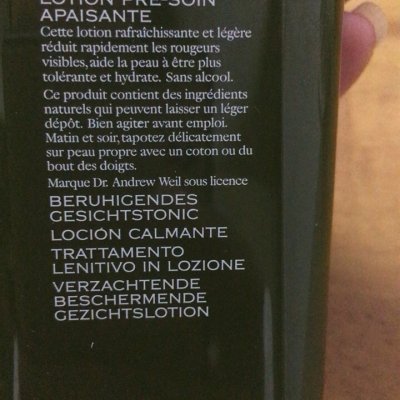 LOTION PRÉ-SOIN
APAISANTE
Cette lotion rafraîchissante et légère
réduit rapidement les rougeurs
visibles,aide la peau à être plus
tolérante et hydrate. Sans alcool.
Ce produit contient des ingrédients
naturels qui peuvent laisser un léger
dépôt. Bien agiter avant emploi.
Matin et soir,tapotez délicatement
sur peau propre avec un coton ou du
bout des doigts.
Marque Dr. Andrew Weil sous licence
BERUHIGENDES
GESICHTSTONIC
LOCIÓN CALMANTE
TRATTAMENTO
LENITIVO IN LOZIONE
VERZACHTENDE
BESCHERMENDE
GEZICHTSLOTION